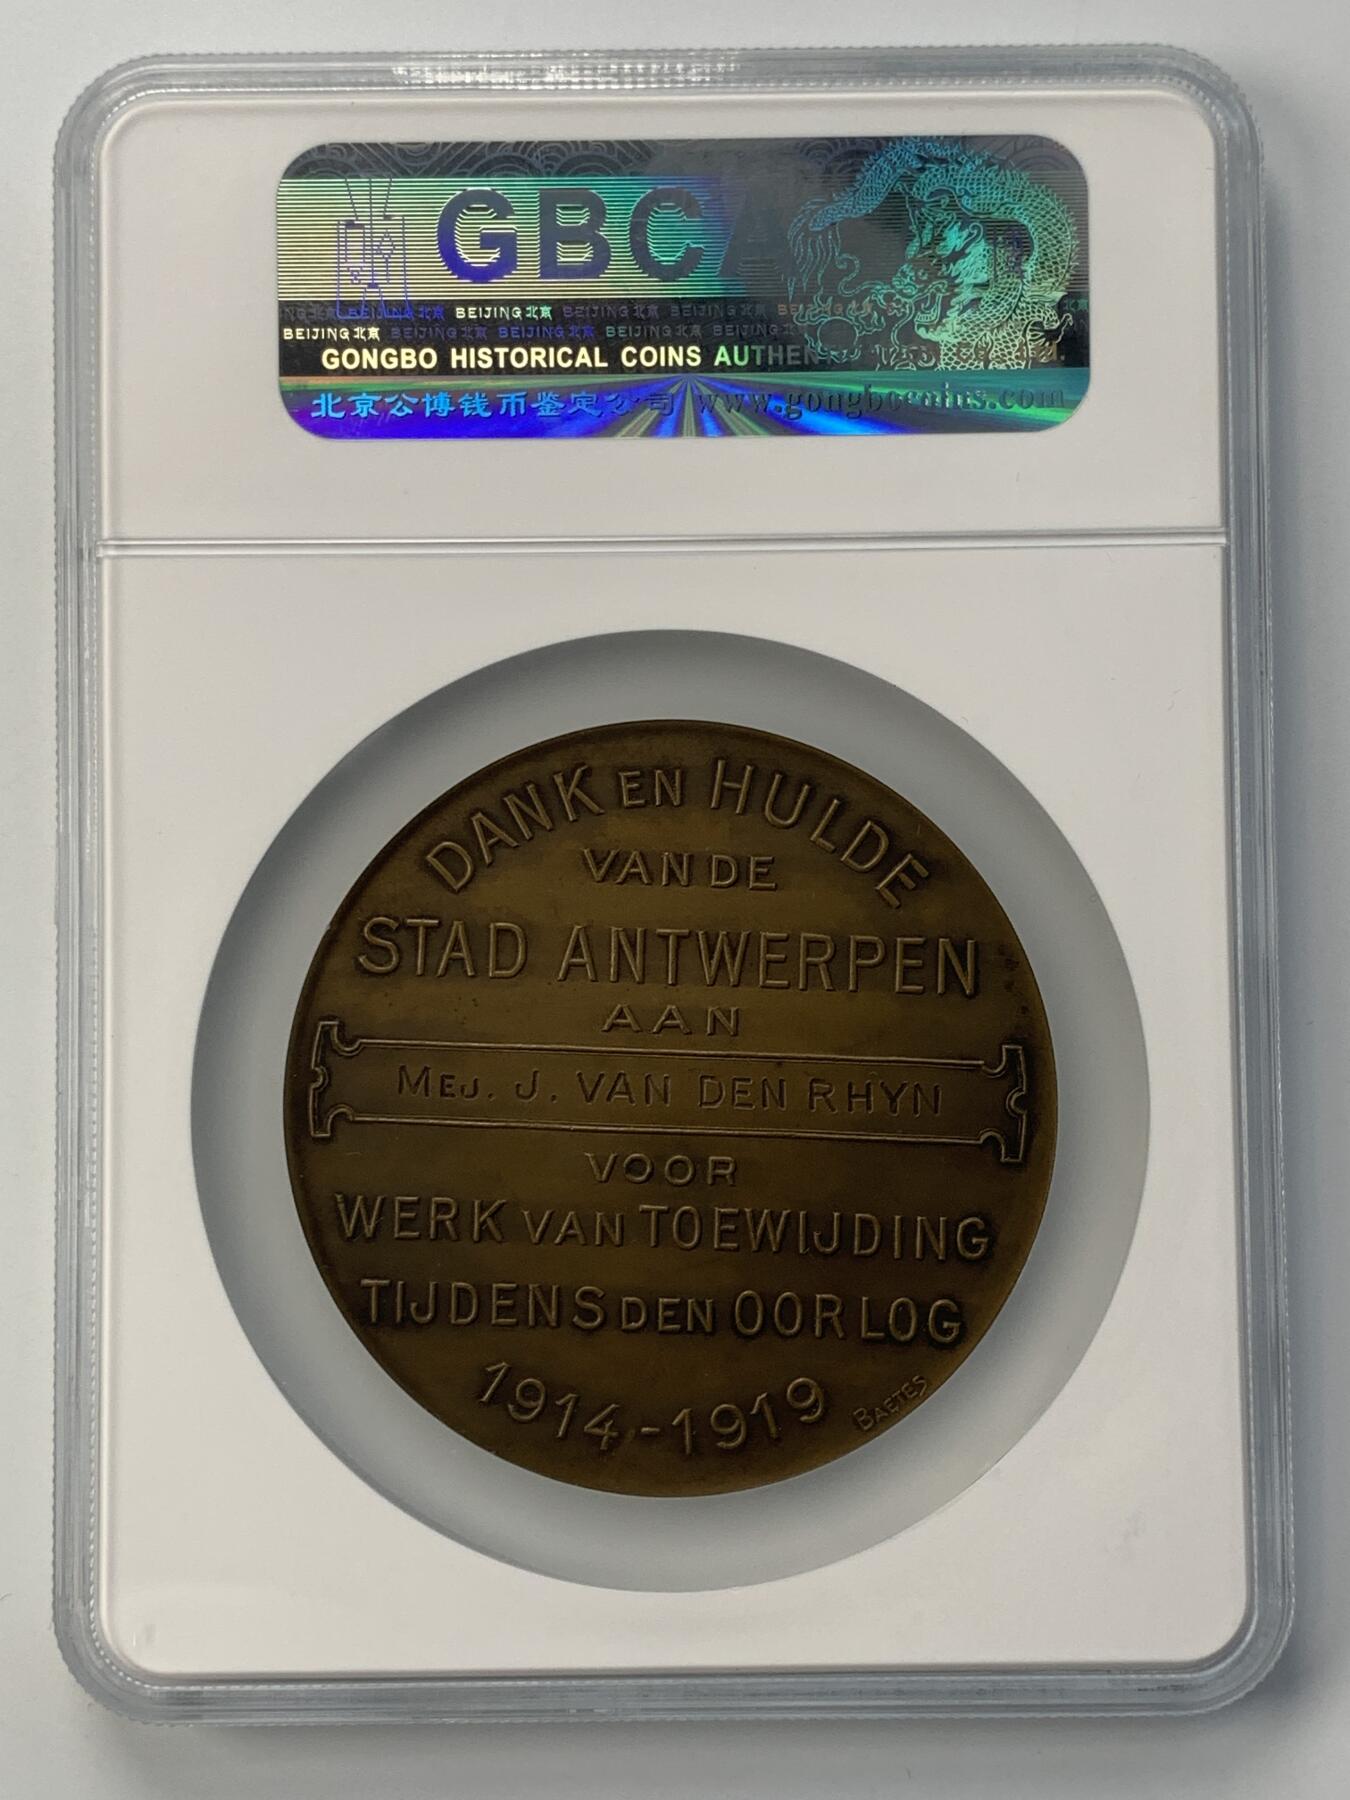 GBCA
BEIJING北京 BEIJING北京 BEIJING北京 BEIJING北京
BEIJING北京 BEIJING北京 BEIJING北京 BEIJING北京 BEIJING
GONGBO HISTORICAL COINS AUTHEN
北京公博钱币鉴定公司 www.gongbocoins.com
DANK EN HULDE
VAN DE
STAD ANTWERPEN
AAN
MEJ. J. VAN DEN RHYN
VOOR
WERK VAN TOEWIJDING
TIJDENS DEN OORLOG
1914-1919
BAETES